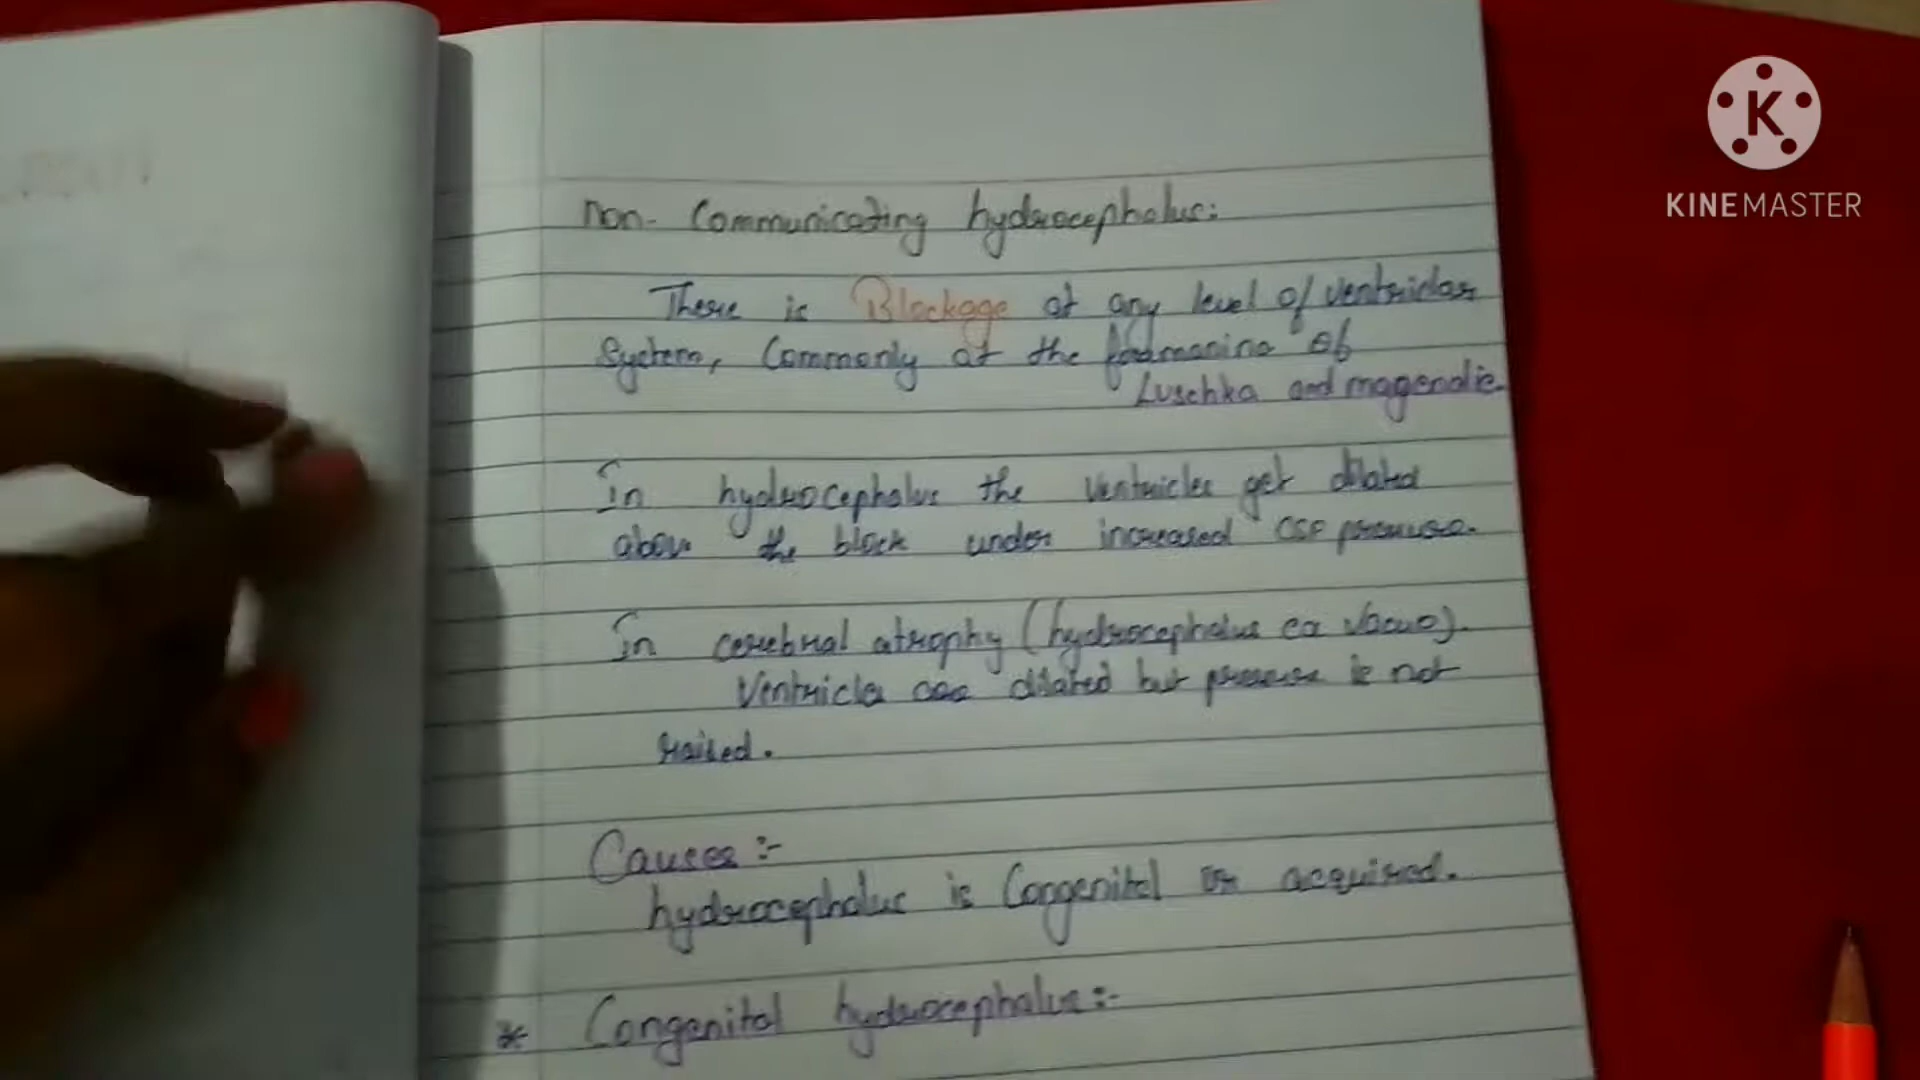 non- Communicating hydrocephalus:
There is Blockage at any level of ventricular
System, Commonly at the foramanina of
Luschka and magendie.
In hydrocephalus the ventricles get dilated
above the block under increased CSF pressure.
In cerebral atrophy (hydrocephalus ex vacuo).
Ventricles are dilated but pressure is not
raised.
Causes :-
hydrocephalus is Congenital or acquired.
* Congenital hydrocephalus:-
K
KINEMASTER